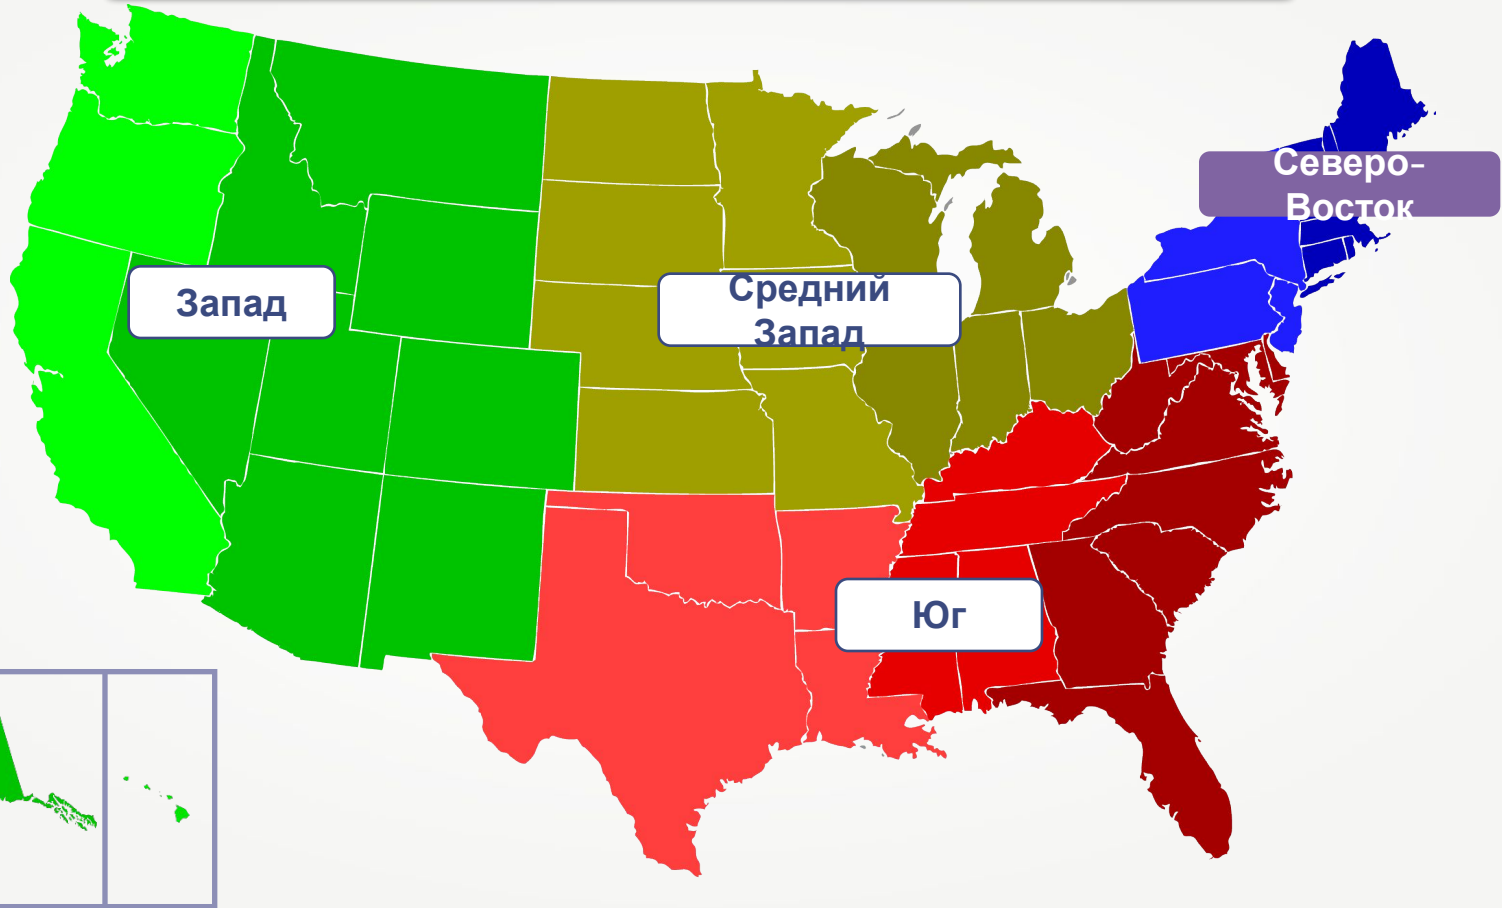 Северо-
Восток
Запад
Средний
Запад
Юг